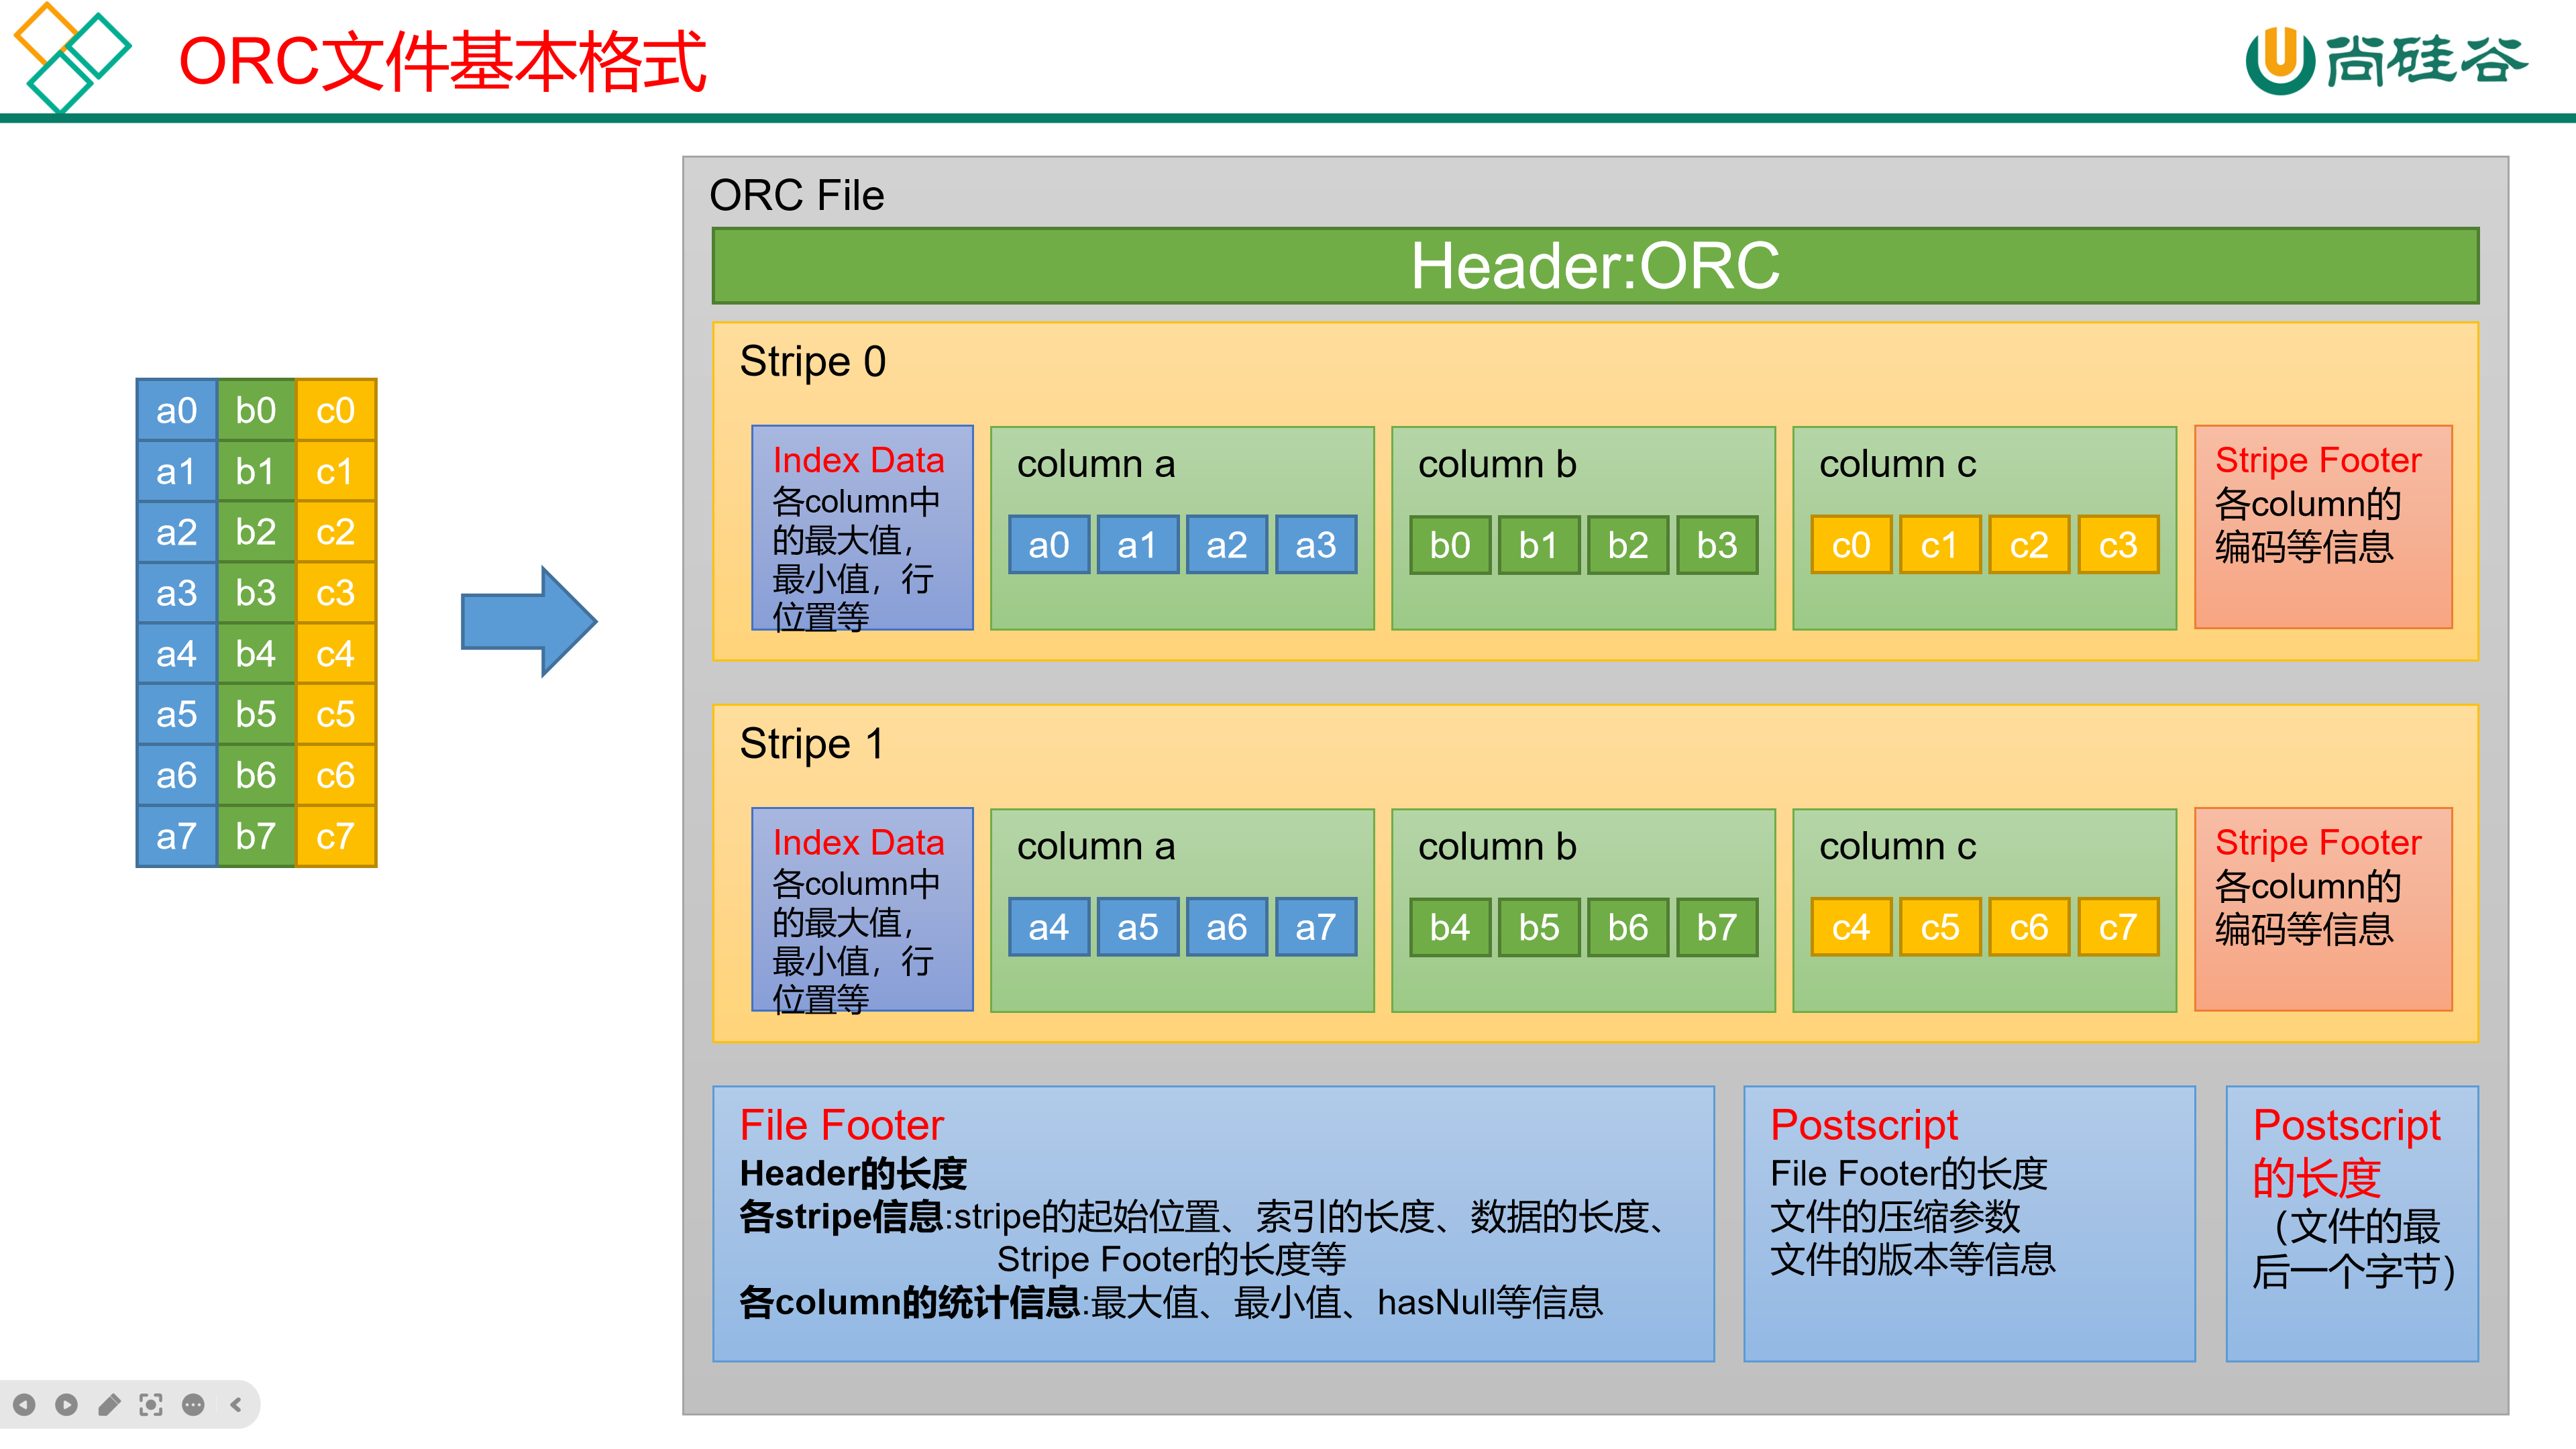 ORC文件基本格式
尚硅谷
a0 b0 c0
a1 b1 c1
a2 b2 c2
a3 b3 c3
a4 b4 c4
a5 b5 c5
a6 b6 c6
a7 b7 c7
ORC File
Header:ORC
Stripe 0
Index Data
各column中
的最大值，
最小值，行
位置等
column a
a0 a1 a2 a3
column b
b0 b1 b2 b3
column c
c0 c1 c2 c3
Stripe Footer
各column的
编码等信息
Stripe 1
Index Data
各column中
的最大值，
最小值，行
位置等
column a
a4 a5 a6 a7
column b
b4 b5 b6 b7
column c
c4 c5 c6 c7
Stripe Footer
各column的
编码等信息
File Footer
Header的长度
各stripe信息:stripe的起始位置、索引的长度、数据的长度、
Stripe Footer的长度等
各column的统计信息:最大值、最小值、hasNull等信息
Postscript
File Footer的长度
文件的压缩参数
文件的版本等信息
Postscript
的长度
（文件的最
后一个字节）